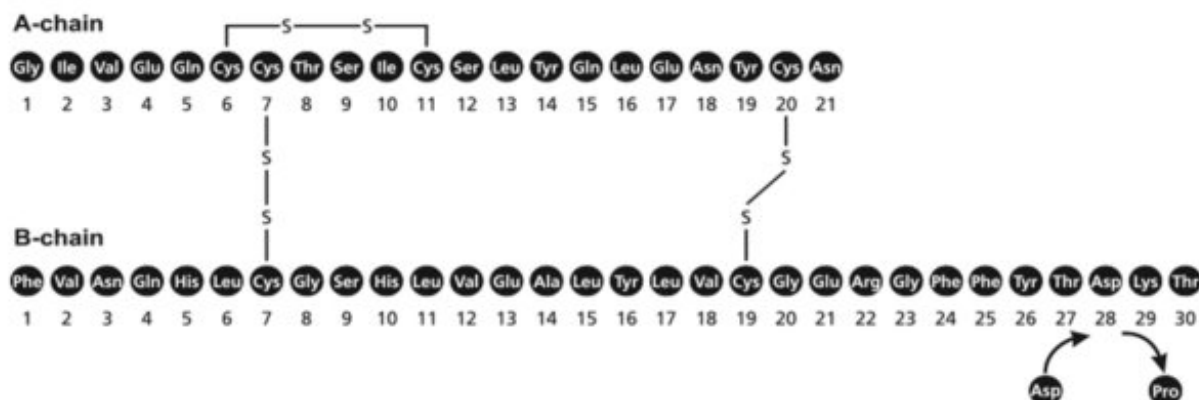 A-chain
S S
Gly Ile Val Glu Gln Cys Cys Thr Ser Ile Cys Ser Leu Tyr Gln Leu Glu Asn Tyr Cys Asn
1 2 3 4 5 6 7 8 9 10 11 12 13 14 15 16 17 18 19 20 21
S S
S S
B-chain
Phe Val Asn Gln His Leu Cys Gly Ser His Leu Val Glu Ala Leu Tyr Leu Val Cys Gly Glu Arg Gly Phe Phe Tyr Thr Asp Lys Thr
1 2 3 4 5 6 7 8 9 10 11 12 13 14 15 16 17 18 19 20 21 22 23 24 25 26 27 28 29 30
Asp Pro